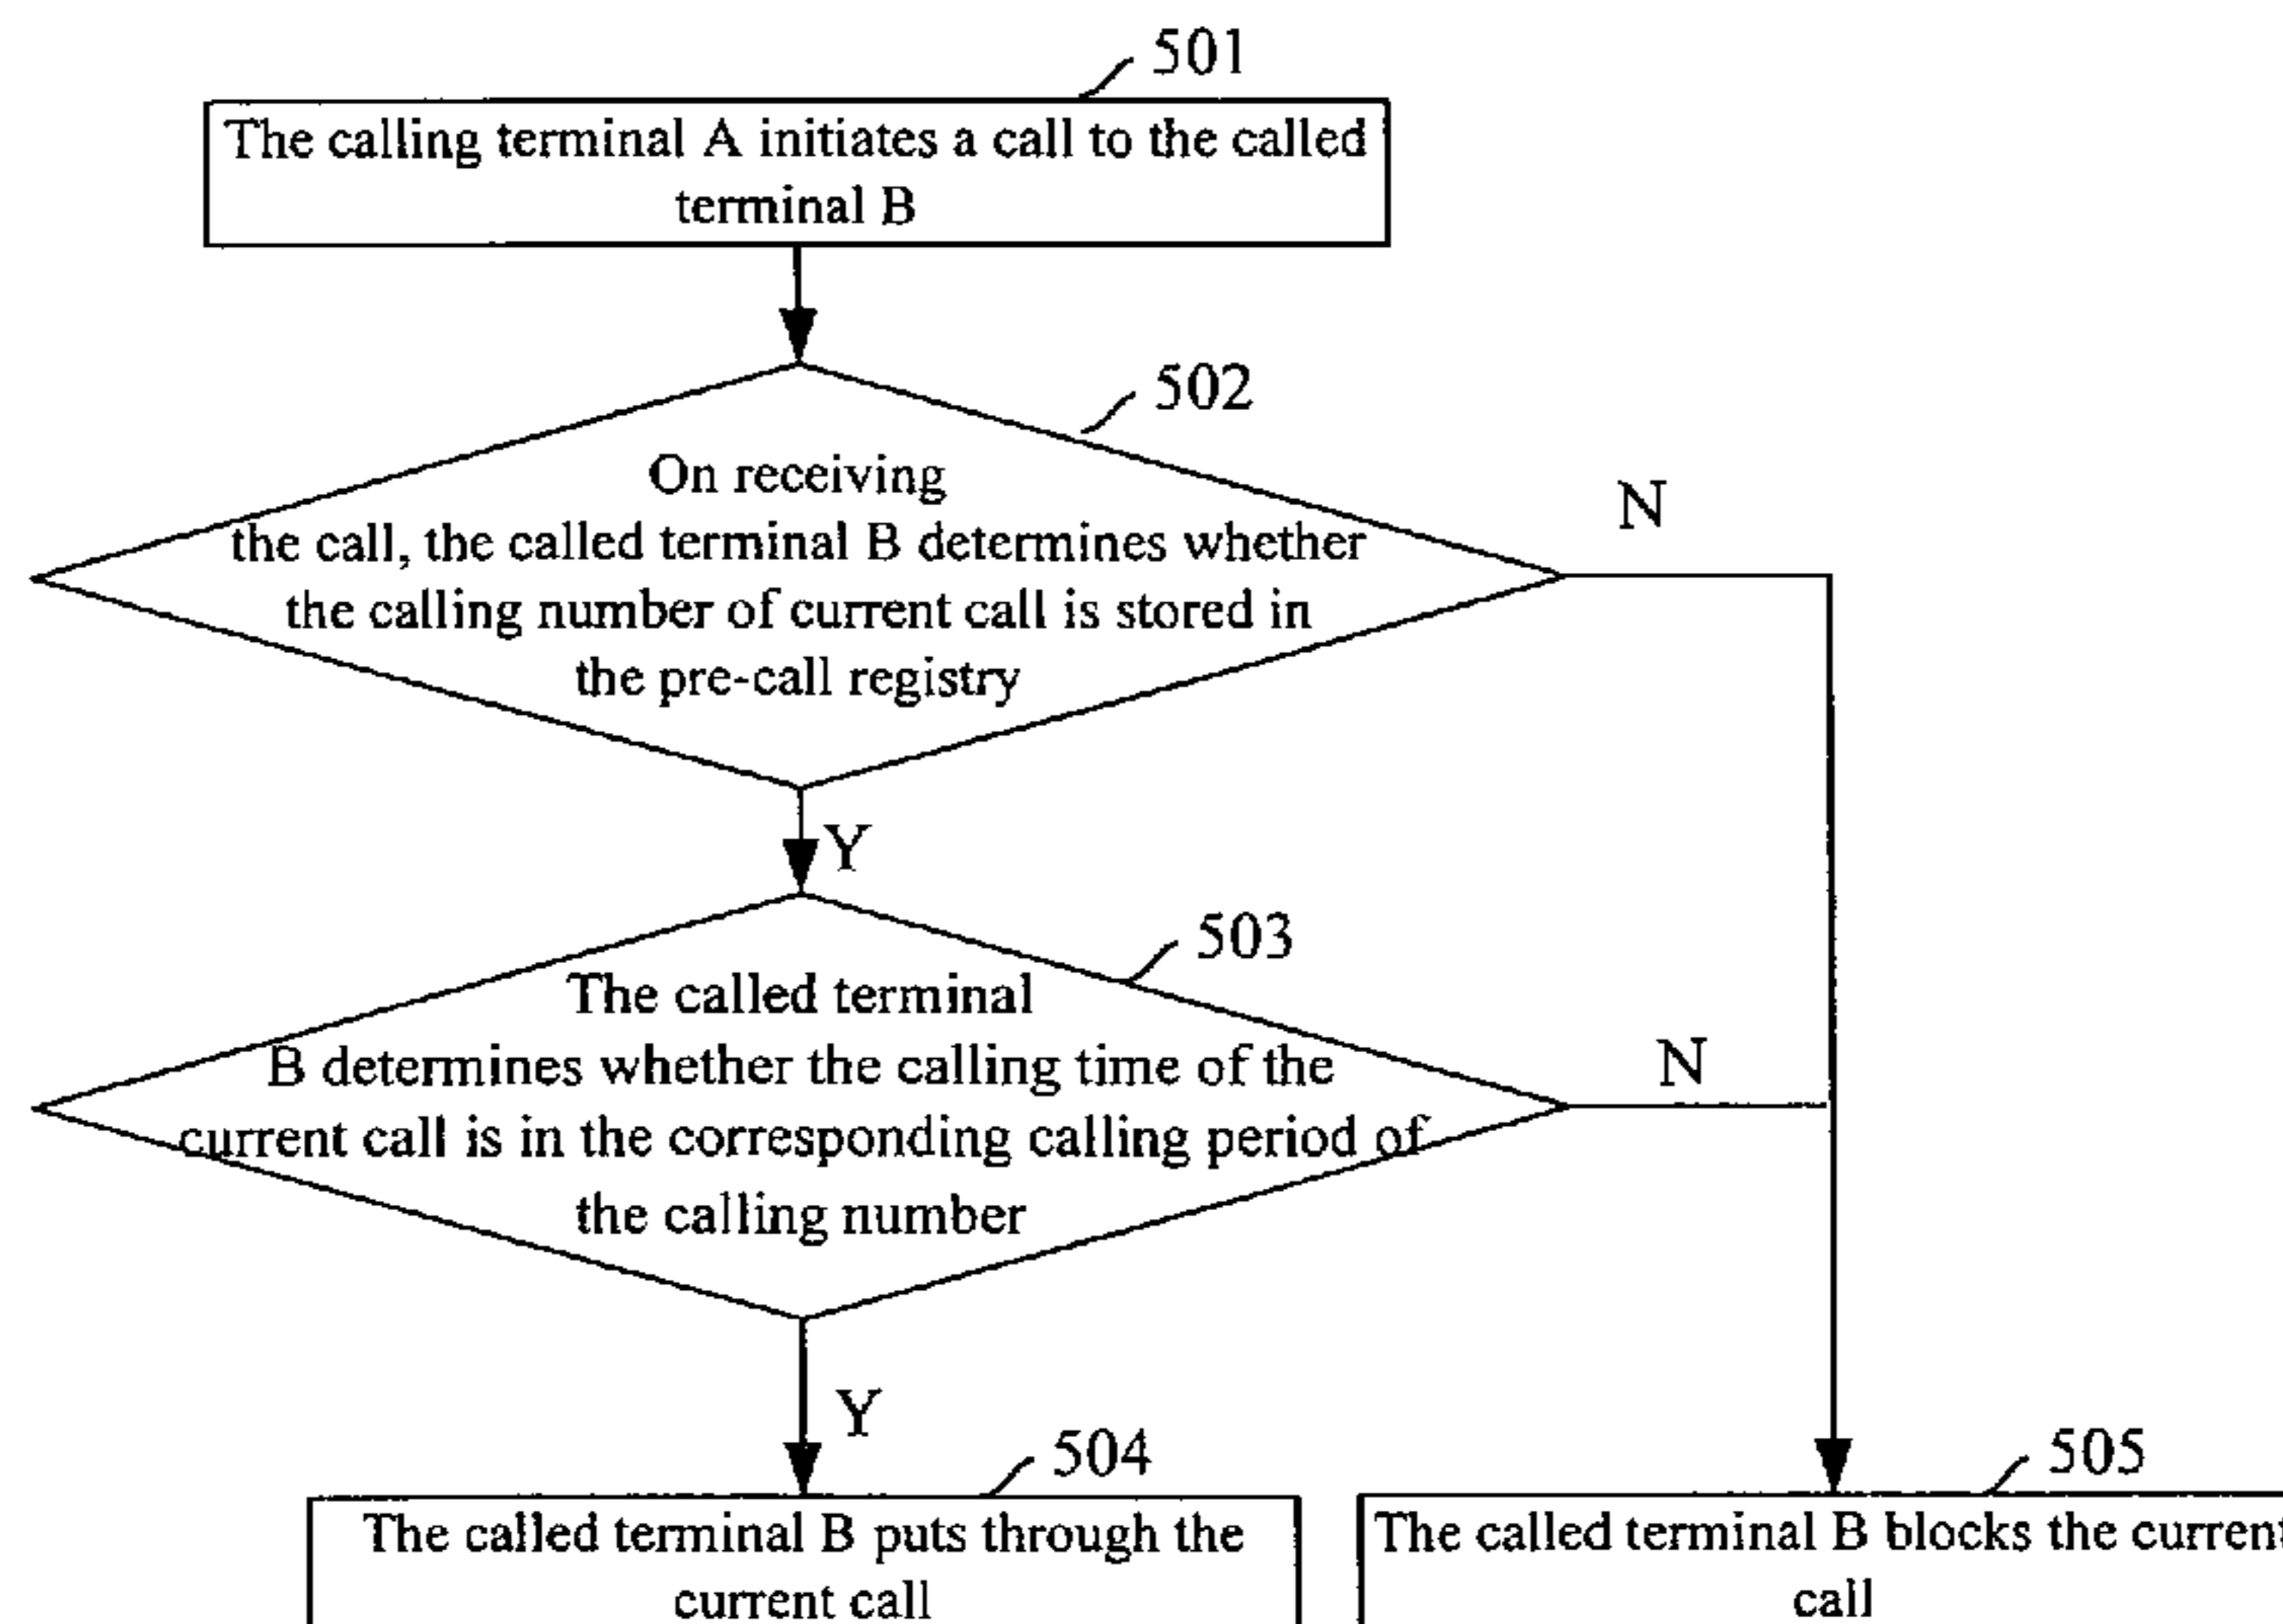 501
The calling terminal A initiates a call to the called
terminal B
502
On receiving
the call, the called terminal B determines whether
the calling number of current call is stored in
the pre-call registry
N
Y
503
The called terminal
B determines whether the calling time of the
current call is in the corresponding calling period of
the calling number
N
Y
504
The called terminal B puts through the
current call
505
The called terminal B blocks the current
call